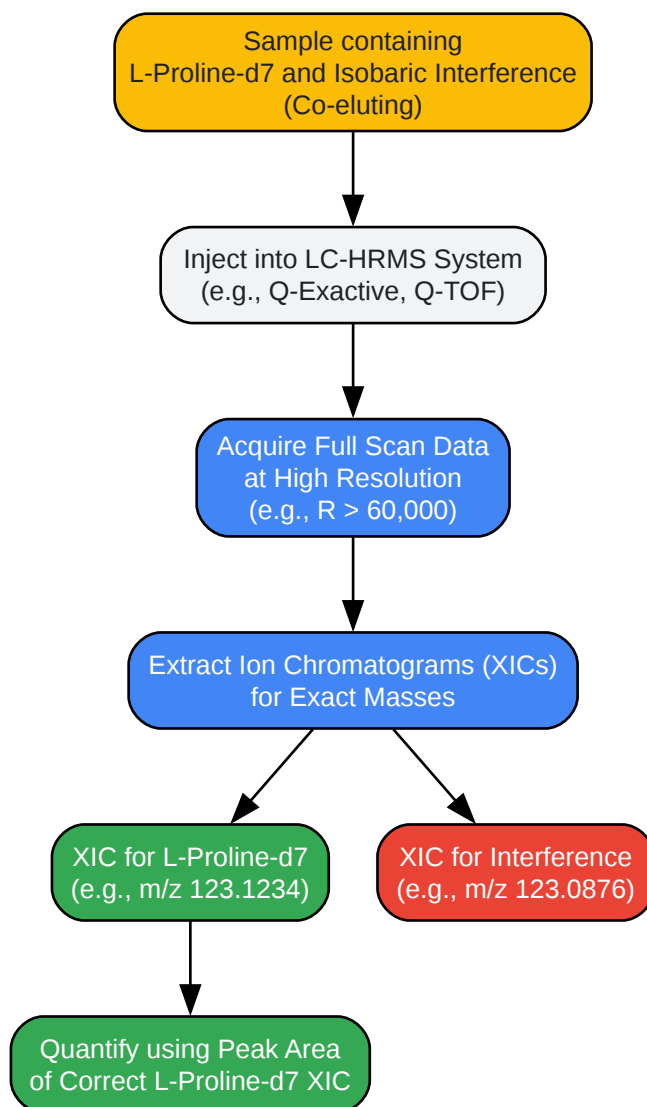 Sample containing
L-Proline-d7 and Isobaric Interference
(Co-eluting)
Inject into LC-HRMS System
(e.g., Q-Exactive, Q-TOF)
Acquire Full Scan Data
at High Resolution
(e.g., R > 60,000)
Extract Ion Chromatograms (XICs)
for Exact Masses
XIC for L-Proline-d7
(e.g., m/z 123.1234)
XIC for Interference
(e.g., m/z 123.0876)
Quantify using Peak Area
of Correct L-Proline-d7 XIC